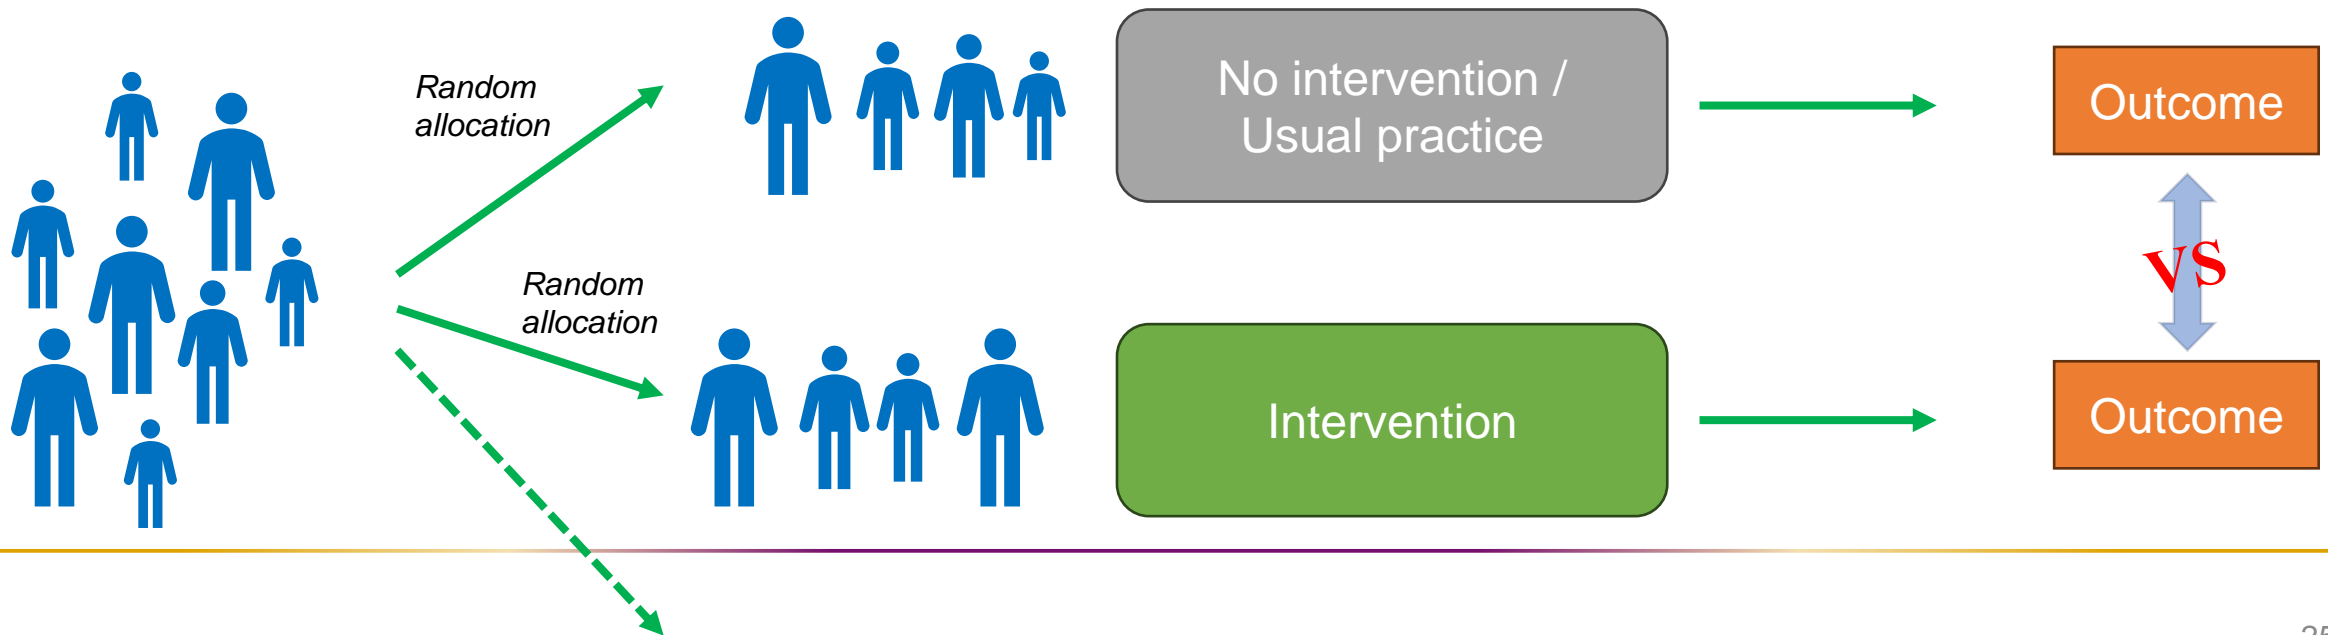 Random
allocation
No intervention /
Usual practice
Outcome
VS
Random
allocation
Intervention
Outcome